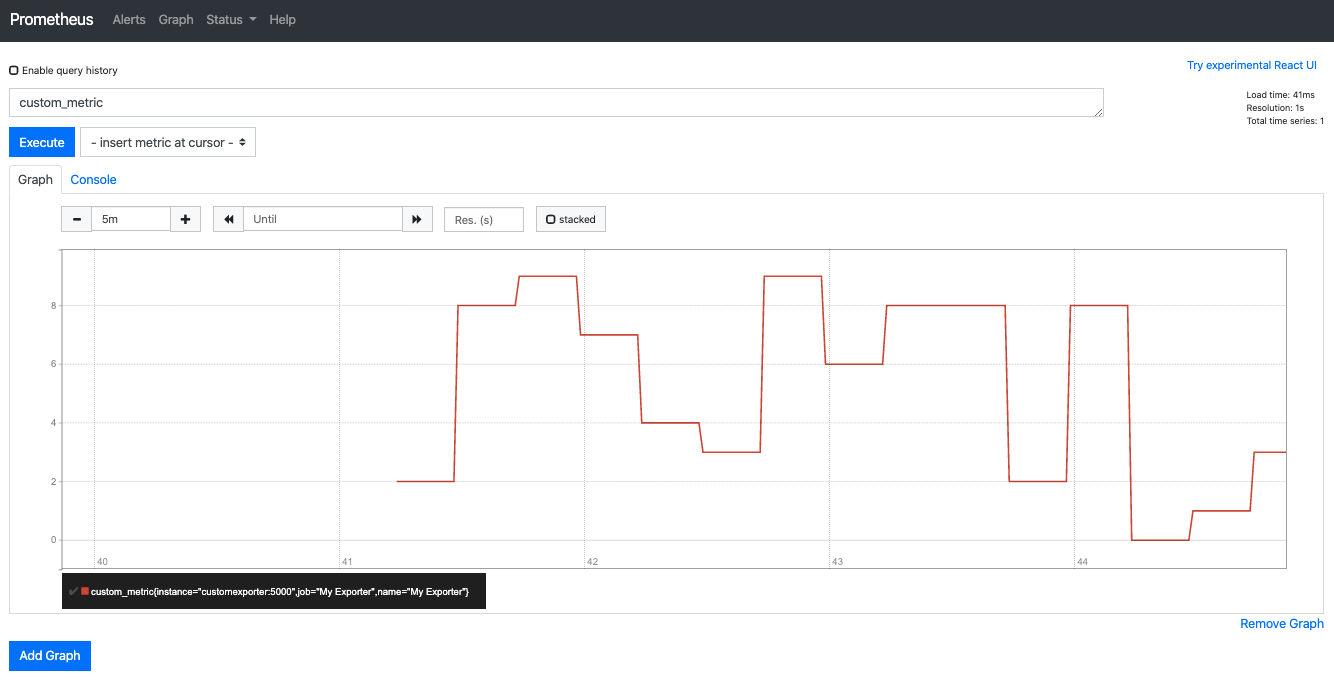 Prometheus Alerts Graph Status Help
Enable query history
Try experimental React UI
custom_metric
Load time: 41ms
Resolution: 1s
Total time series: 1
Execute
- insert metric at cursor -
Graph Console
5m Until Res. (s) stacked
8
6
4
2
0
40 41 42 43 44
custom_metric{instance="customexporter:5000",job="My Exporter",name="My Exporter"}
Remove Graph
Add Graph